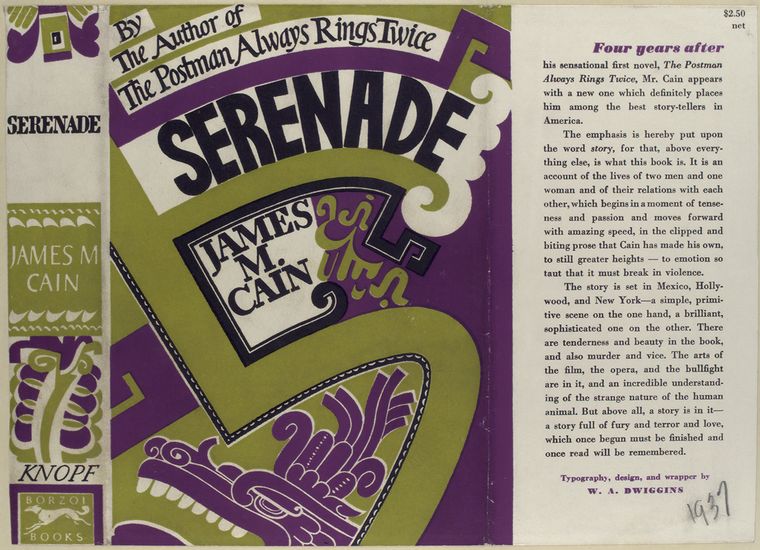 SERENADE
JAMES M
CAIN
KNOPF
BORZOI
BOOKS
By
The Author of
The Postman Always Rings Twice
SERENADE
JAMES
M.
CAIN
$2.50
net
Four years after
his sensational first novel, The Postman
Always Rings Twice, Mr. Cain appears
with a new one which definitely places
him among the best story-tellers in
America.
The emphasis is hereby put upon
the word story, for that, above every-
thing else, is what this book is. It is an
account of the lives of two men and one
woman and of their relations with each
other, which begins in a moment of tense-
ness and passion and moves forward
with amazing speed, in the clipped and
biting prose that Cain has made his own,
to still greater heights — to emotion so
taut that it must break in violence.
The story is set in Mexico, Holly-
wood, and New York—a simple, primi-
tive scene on the one hand, a brilliant,
sophisticated one on the other. There
are tenderness and beauty in the book,
and also murder and vice. The arts of
the film, the opera, and the bullfight
are in it, and an incredible understand-
ing of the strange nature of the human
animal. But above all, a story is in it—
a story full of fury and terror and love,
which once begun must be finished and
once read will be remembered.
Typography, design, and wrapper by
W. A. DWIGGINS
1937